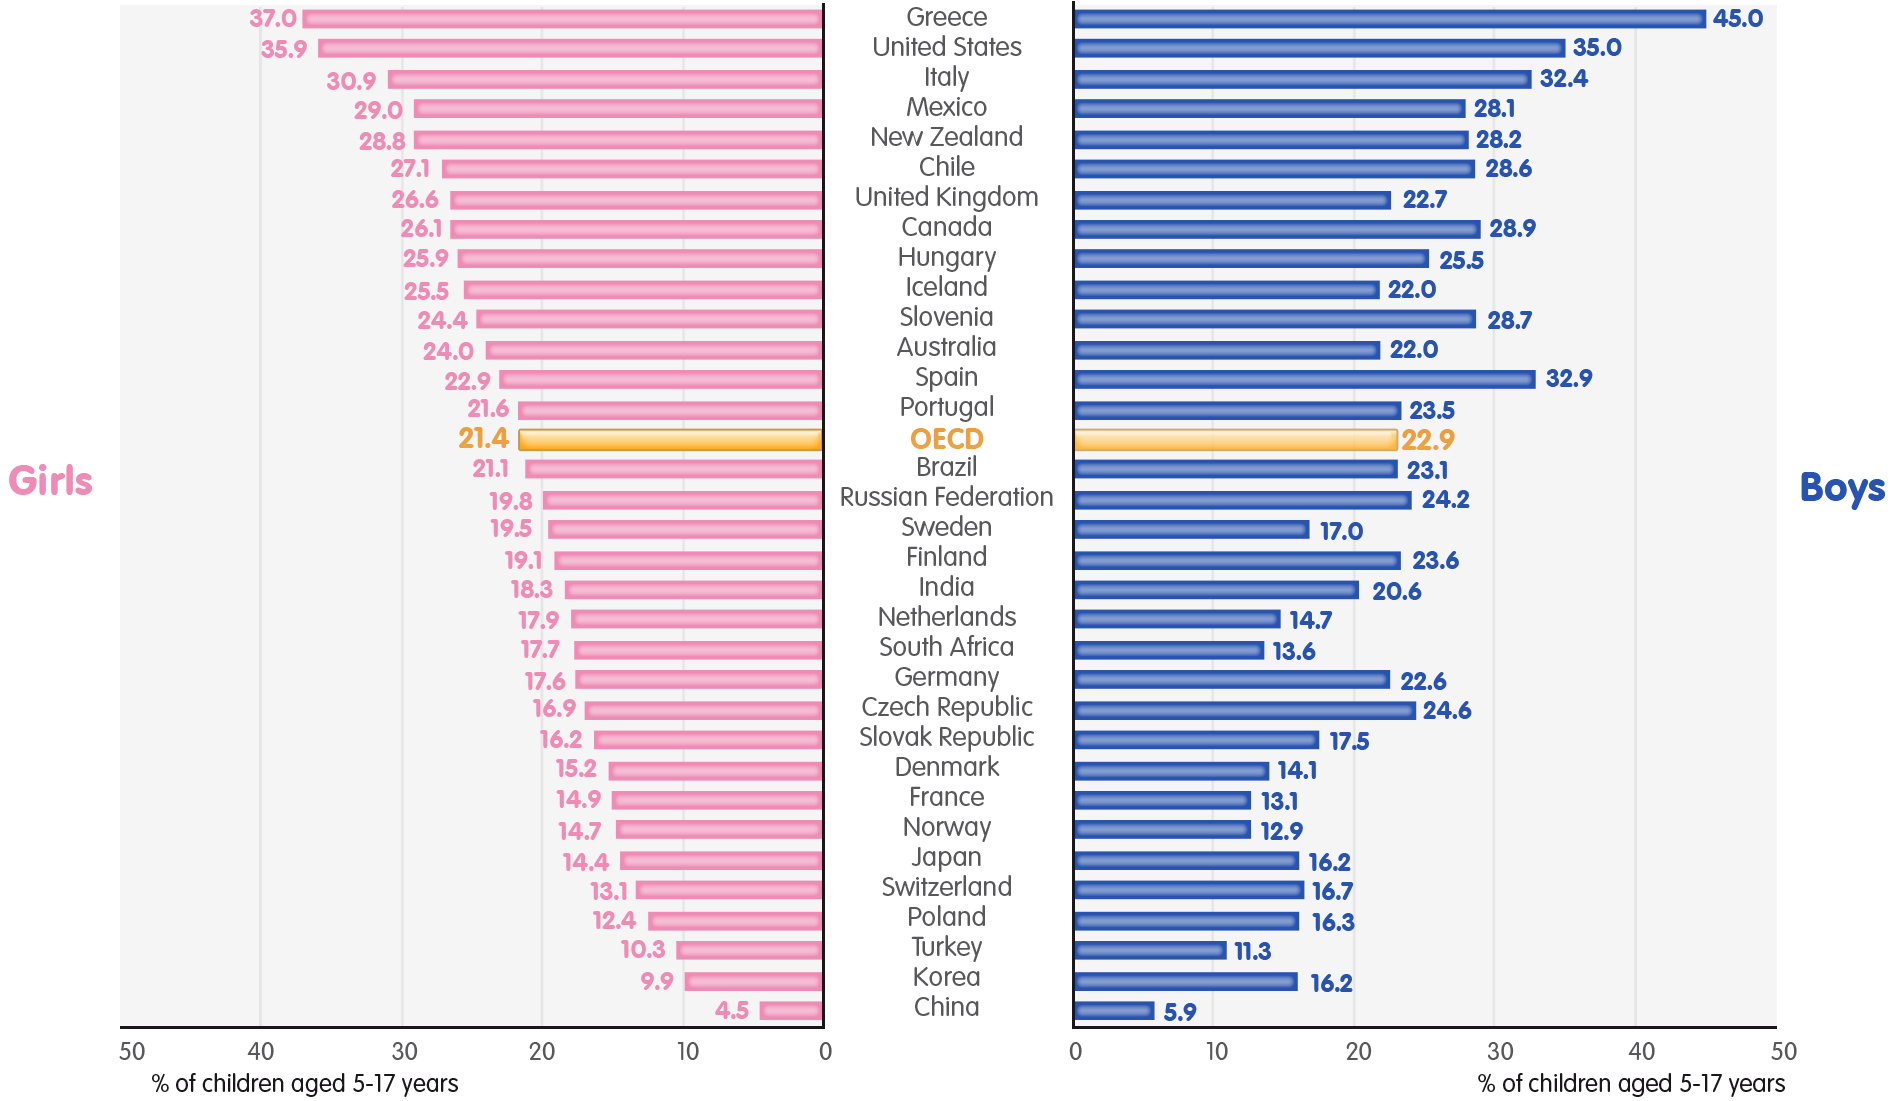 37.0 Greece 45.0
35.9 United States 35.0
30.9 Italy 32.4
29.0 Mexico 28.1
28.8 New Zealand 28.2
27.1 Chile 28.6
26.6 United Kingdom 22.7
26.1 Canada 28.9
25.9 Hungary 25.5
25.5 Iceland 22.0
24.4 Slovenia 28.7
24.0 Australia 22.0
22.9 Spain 32.9
21.6 Portugal 23.5
21.4 OECD 22.9
21.1 Brazil 23.1
Girls
Boys
19.8 Russian Federation 24.2
19.5 Sweden 17.0
19.1 Finland 23.6
18.3 India 20.6
17.9 Netherlands 14.7
17.7 South Africa 13.6
17.6 Germany 22.6
16.9 Czech Republic 24.6
16.2 Slovak Republic 17.5
15.2 Denmark 14.1
14.9 France 13.1
14.7 Norway 12.9
14.4 Japan 16.2
13.1 Switzerland 16.7
12.4 Poland 16.3
10.3 Turkey 11.3
9.9 Korea 16.2
4.5 China 5.9
50 40 30 20 10 0 0 10 20 30 40 50
% of children aged 5-17 years % of children aged 5-17 years